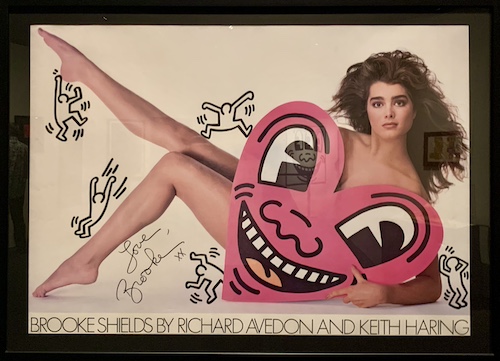 Love,
Brooke xx
BROOKE SHIELDS BY RICHARD AVEDON AND KEITH HARING